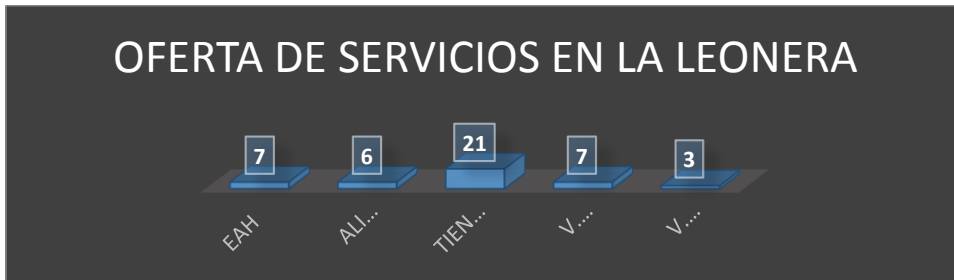 OFERTA DE SERVICIOS EN LA LEONERA
7 6 21 7 3
EAH ALI... TIEN... V.... V....